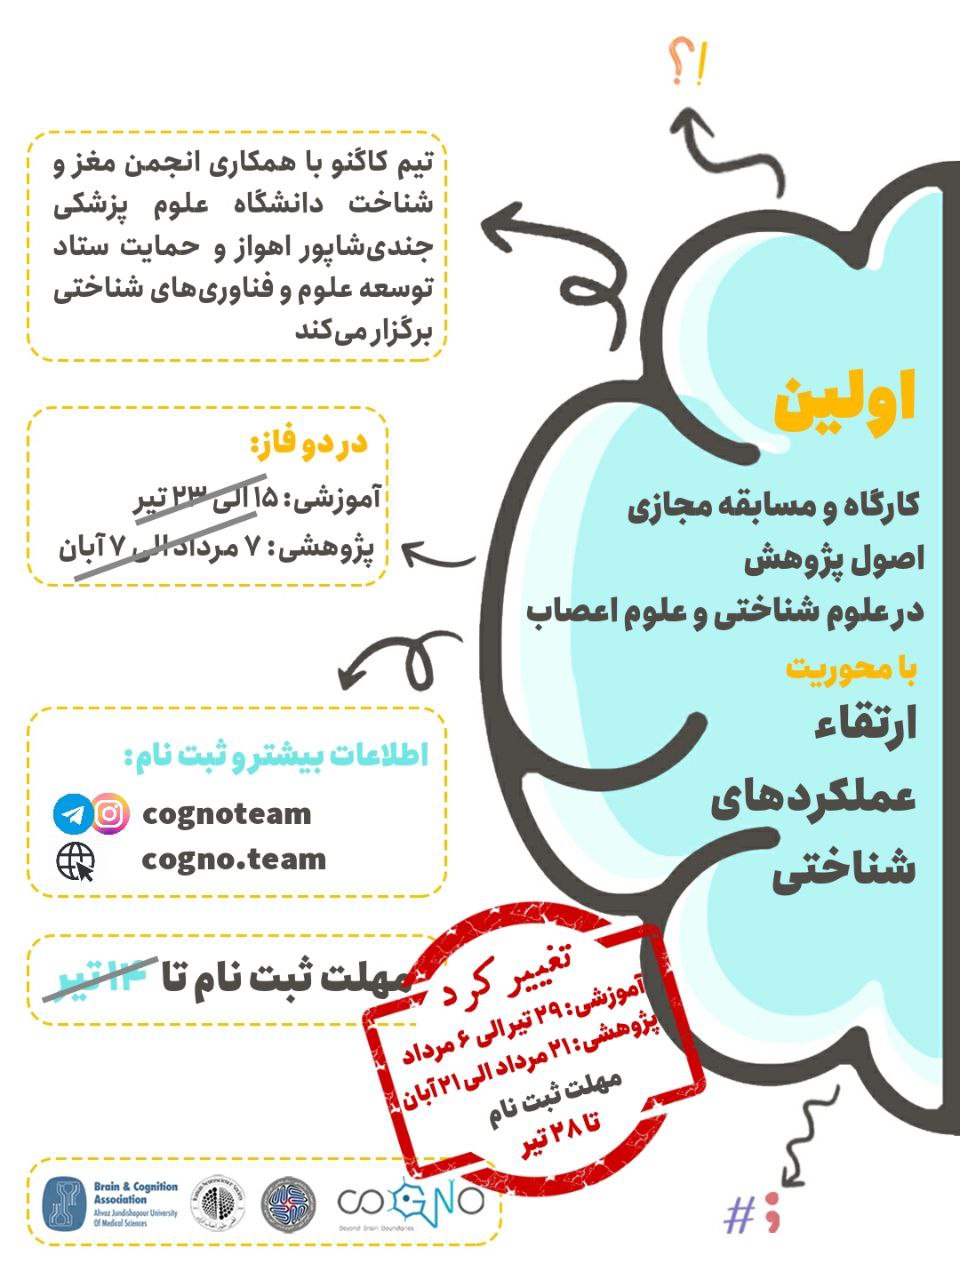 !؟
تیم کاگنو با همکاری انجمن مغز و
شناخت دانشگاه علوم پزشکی
جندی‌شاپور اهواز و حمایت ستاد
توسعه علوم و فناوری‌های شناختی
برگزار می‌کند
اولین
کارگاه و مسابقه مجازی
اصول پژوهش
در علوم شناختی و علوم اعصاب
با محوریت
ارتقاء
عملکردهای
شناختی
در دو فاز:
آموزشی: ۱۵ الی ۲۳ تیر
پژوهشی: ۷ مرداد الی ۷ آبان
اطلاعات بیشتر و ثبت نام:
cognoteam
cogno.team
مهلت ثبت نام تا ۱۴ تیر
تغییر کرد
آموزشی: ۲۹ تیر الی ۶ مرداد
پژوهشی: ۲۱ مرداد الی ۲۱ آبان
مهلت ثبت نام
تا ۲۸ تیر
Brain & Cognition
Association
Ahvaz Jundishapour University
Of Medical Sciences
COGNO
Beyond Brain Boundaries
#؛